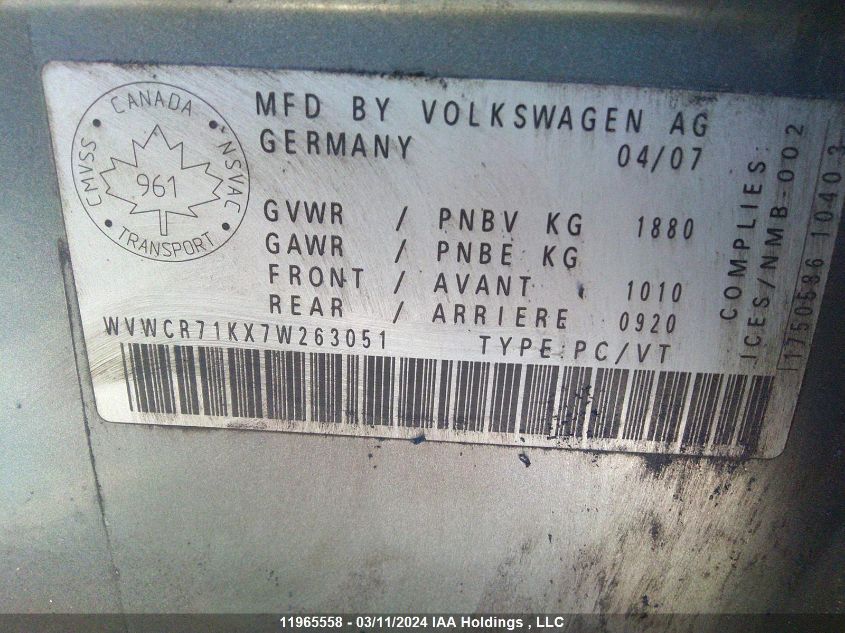 CANADA
CMVSS
NSVAC
961
TRANSPORT
MFD BY VOLKSWAGEN AG
GERMANY 04/07
GVWR / PNBV KG 1880
GAWR / PNBE KG
FRONT / AVANT 1010
REAR / ARRIERE 0920
WVWCR71KX7W263051 TYPE:PC/VT
COMPLIES:
ICES/NMB-002
11965558 - 03/11/2024 IAA Holdings , LLC